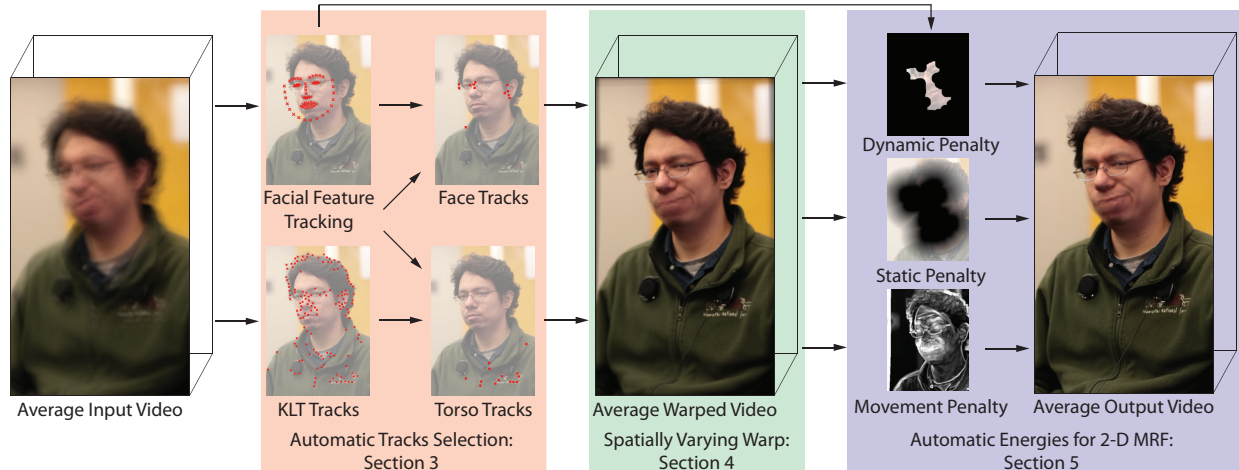 Average Input Video
Facial Feature
Tracking
Face Tracks
KLT Tracks
Torso Tracks
Automatic Tracks Selection:
Section 3
Average Warped Video
Spatially Varying Warp:
Section 4
Dynamic Penalty
Static Penalty
Movement Penalty
Average Output Video
Automatic Energies for 2-D MRF:
Section 5